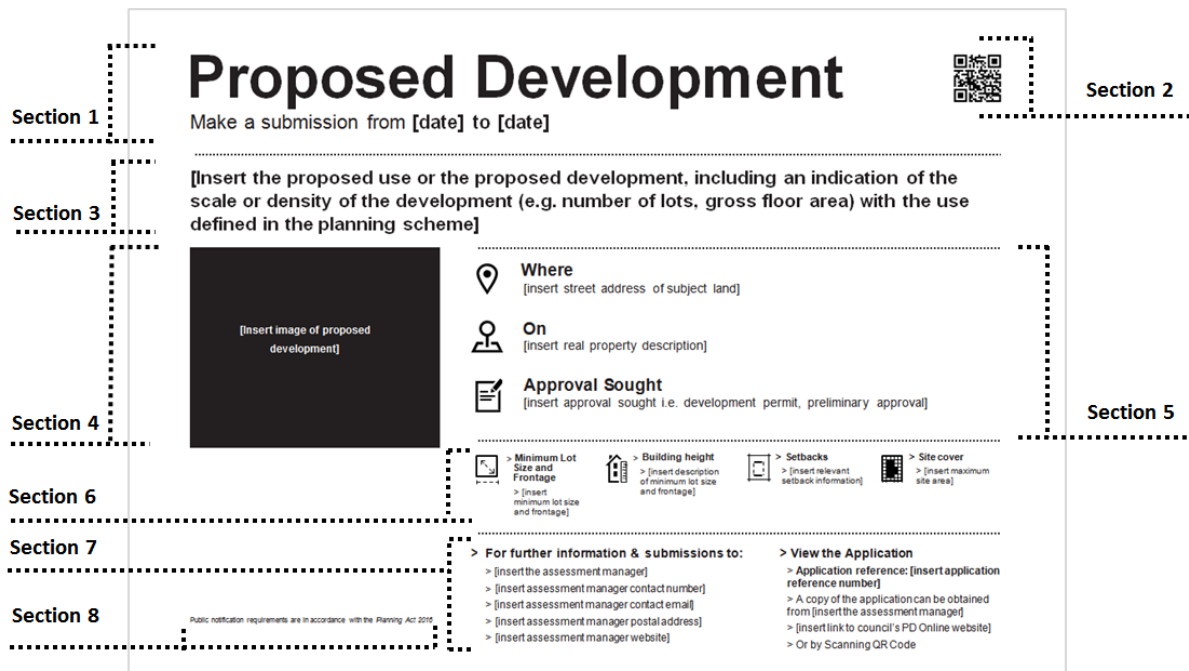 Proposed Development
Make a submission from [date] to [date]
Section 1
Section 2
[Insert the proposed use or the proposed development, including an indication of the
scale or density of the development (e.g. number of lots, gross floor area) with the use
defined in the planning scheme]
Section 3
[Insert image of proposed
development]
Section 4
Where
[insert street address of subject land]
On
[insert real property description]
Approval Sought
[insert approval sought i.e. development permit, preliminary approval]
Section 5
> Minimum Lot
Size and
Frontage
> [insert
minimum lot size
and frontage]
> Building height
> [insert description
of minimum lot size
and frontage]
> Setbacks
> [insert relevant
setback information]
> Site cover
> [insert maximum
site area]
Section 6
Section 7
> For further information & submissions to:
> [insert the assessment manager]
> [insert assessment manager contact number]
> [insert assessment manager contact email]
> [insert assessment manager postal address]
> [insert assessment manager website]
> View the Application
> Application reference: [insert application
reference number]
> A copy of the application can be obtained
from [insert the assessment manager]
> [insert link to council's PD Online website]
> Or by Scanning QR Code
Section 8
Public notification requirements are in accordance with the Planning Act 2016